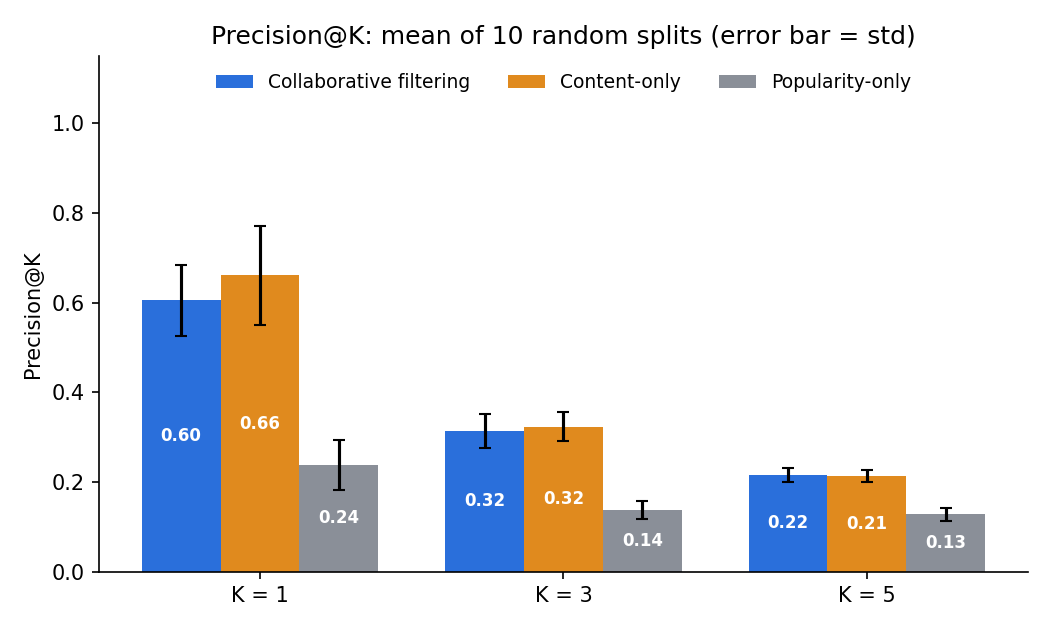 Precision@K: mean of 10 random splits (error bar = std)
Collaborative filtering Content-only Popularity-only
Precision@K
1.0
0.8
0.6
0.4
0.2
0.0
0.60 0.66 0.24
0.32 0.32 0.14
0.22 0.21 0.13
K = 1 K = 3 K = 5